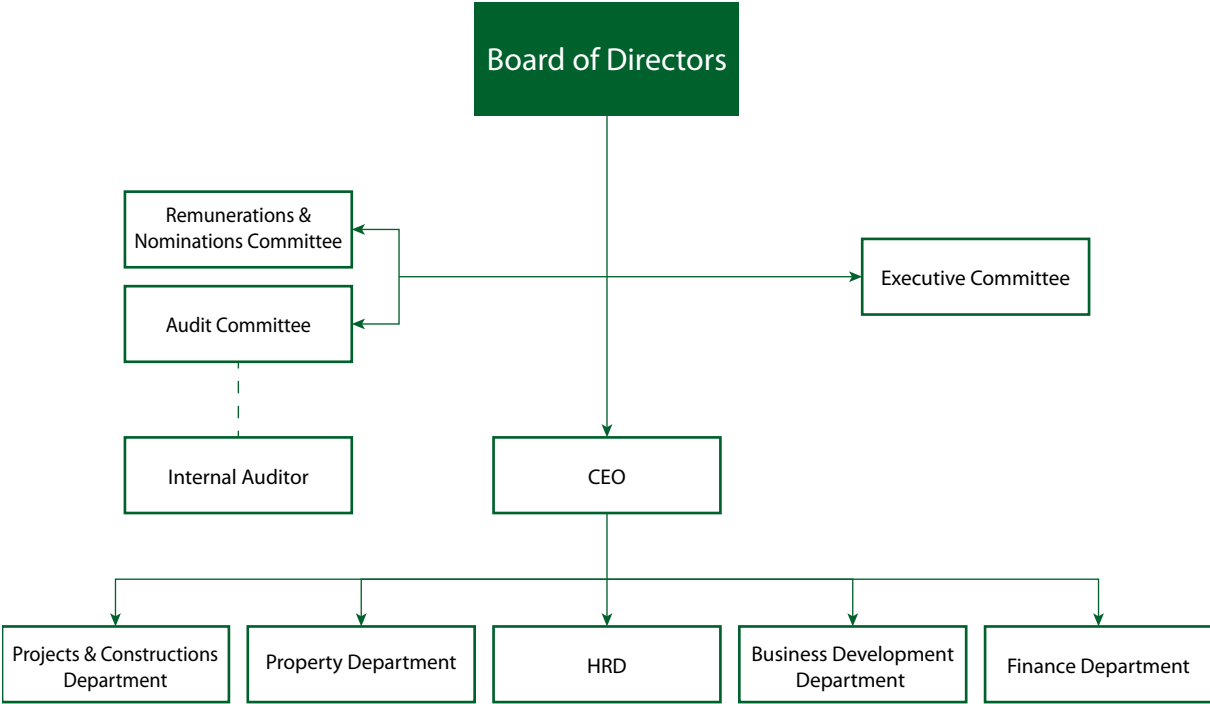 Board of Directors
Remunerations &
Nominations Committee
Executive Committee
Audit Committee
Internal Auditor
CEO
Projects & Constructions
Department
Property Department
HRD
Business Development
Department
Finance Department